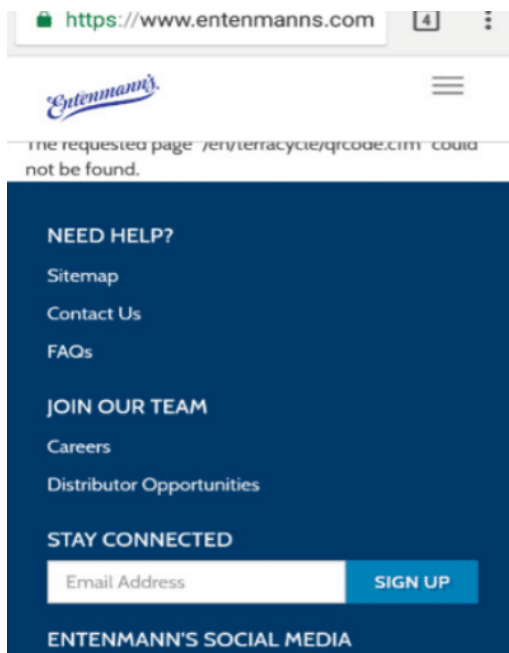 https://www.entenmanns.com
4
Entenmann's.
The requested page "/en/terracycle/qrcode.cfm" could
not be found.
NEED HELP?
Sitemap
Contact Us
FAQs
JOIN OUR TEAM
Careers
Distributor Opportunities
STAY CONNECTED
Email Address
SIGN UP
ENTENMANN'S SOCIAL MEDIA